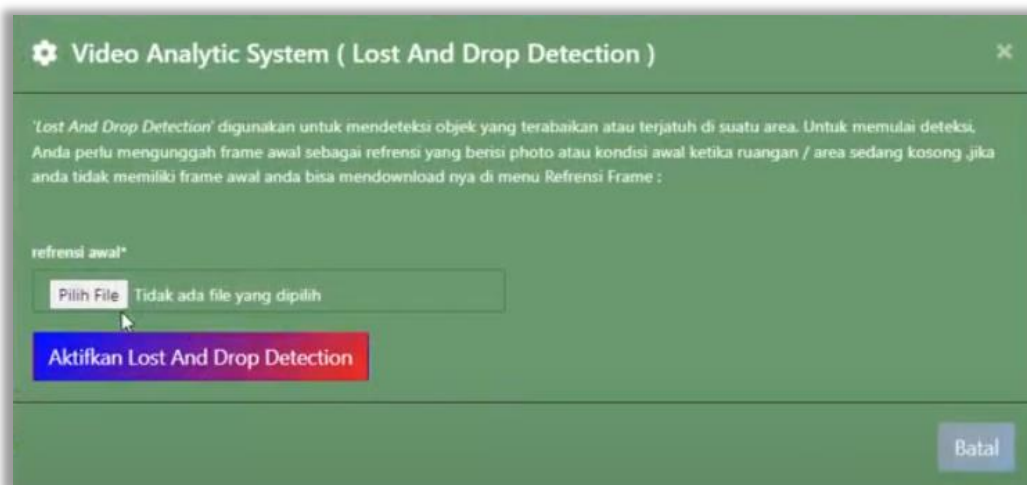 Video Analytic System ( Lost And Drop Detection )
×
'Lost And Drop Detection' digunakan untuk mendeteksi objek yang terabaikan atau terjatuh di suatu area. Untuk memulai deteksi,
Anda perlu mengunggah frame awal sebagai refrensi yang berisi photo atau kondisi awal ketika ruangan / area sedang kosong ,jika
anda tidak memiliki frame awal anda bisa mendownload nya di menu Refrensi Frame :
refrensi awal*
Pilih File Tidak ada file yang dipilih
Aktifkan Lost And Drop Detection
Batal